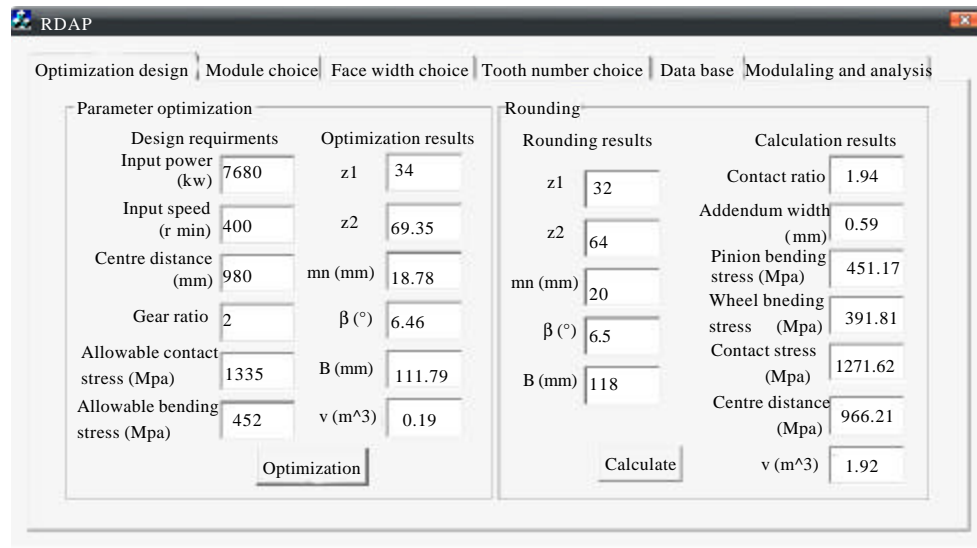 RDAP
Optimization design Module choice Face width choice Tooth number choice Data base Modulaling and analysis
Parameter optimization
Design requirments Optimization results
Input power
(kw) 7680 z1 34
Input speed
(r min) 400 z2 69.35
Centre distance
(mm) 980 mn (mm) 18.78
Gear ratio 2 β (°) 6.46
Allowable contact
stress (Mpa) 1335 B (mm) 111.79
Allowable bending
stress (Mpa) 452 v (m^3) 0.19
Optimization
Rounding
Rounding results Calculation results
z1 32
z2 64
mn (mm) 20
β (°) 6.5
B (mm) 118
Calculate
Contact ratio 1.94
Addendum width
(mm) 0.59
Pinion bending
stress (Mpa) 451.17
Wheel bneding
stress (Mpa) 391.81
Contact stress
(Mpa) 1271.62
Centre distance
(Mpa) 966.21
v (m^3) 1.92